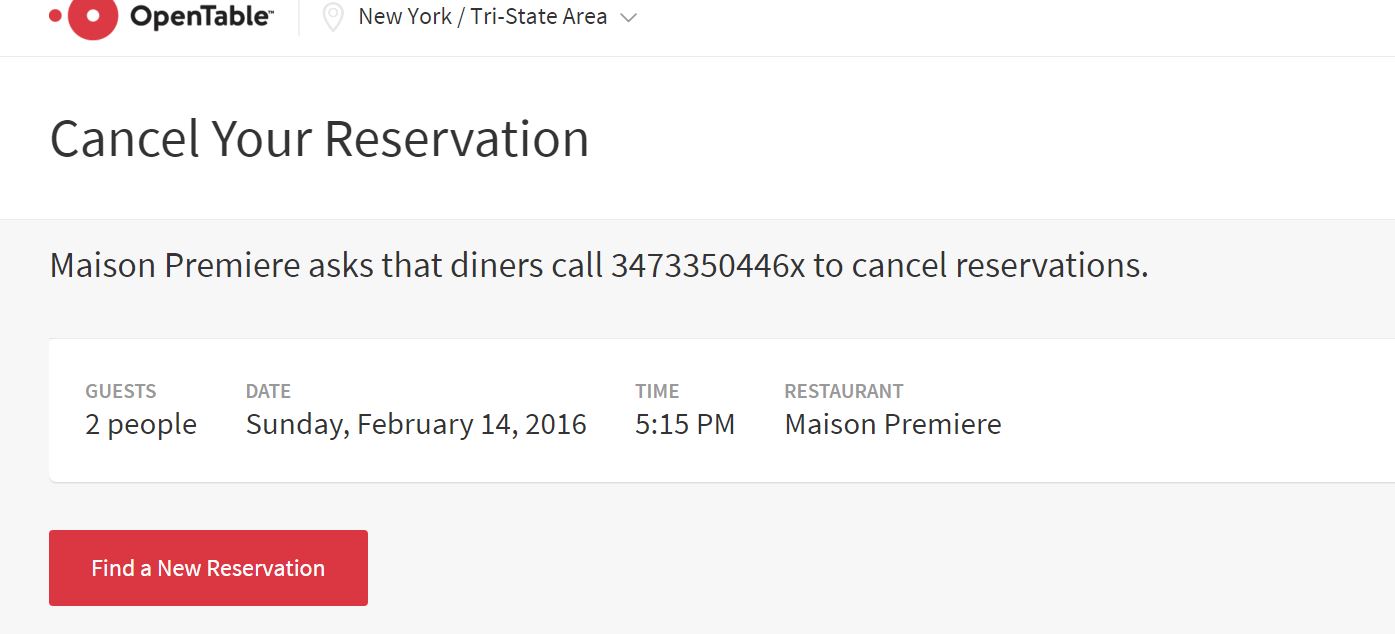 OpenTable™ New York / Tri-State Area
Cancel Your Reservation
Maison Premiere asks that diners call 3473350446x to cancel reservations.
GUESTS DATE TIME RESTAURANT
2 people Sunday, February 14, 2016 5:15 PM Maison Premiere
Find a New Reservation